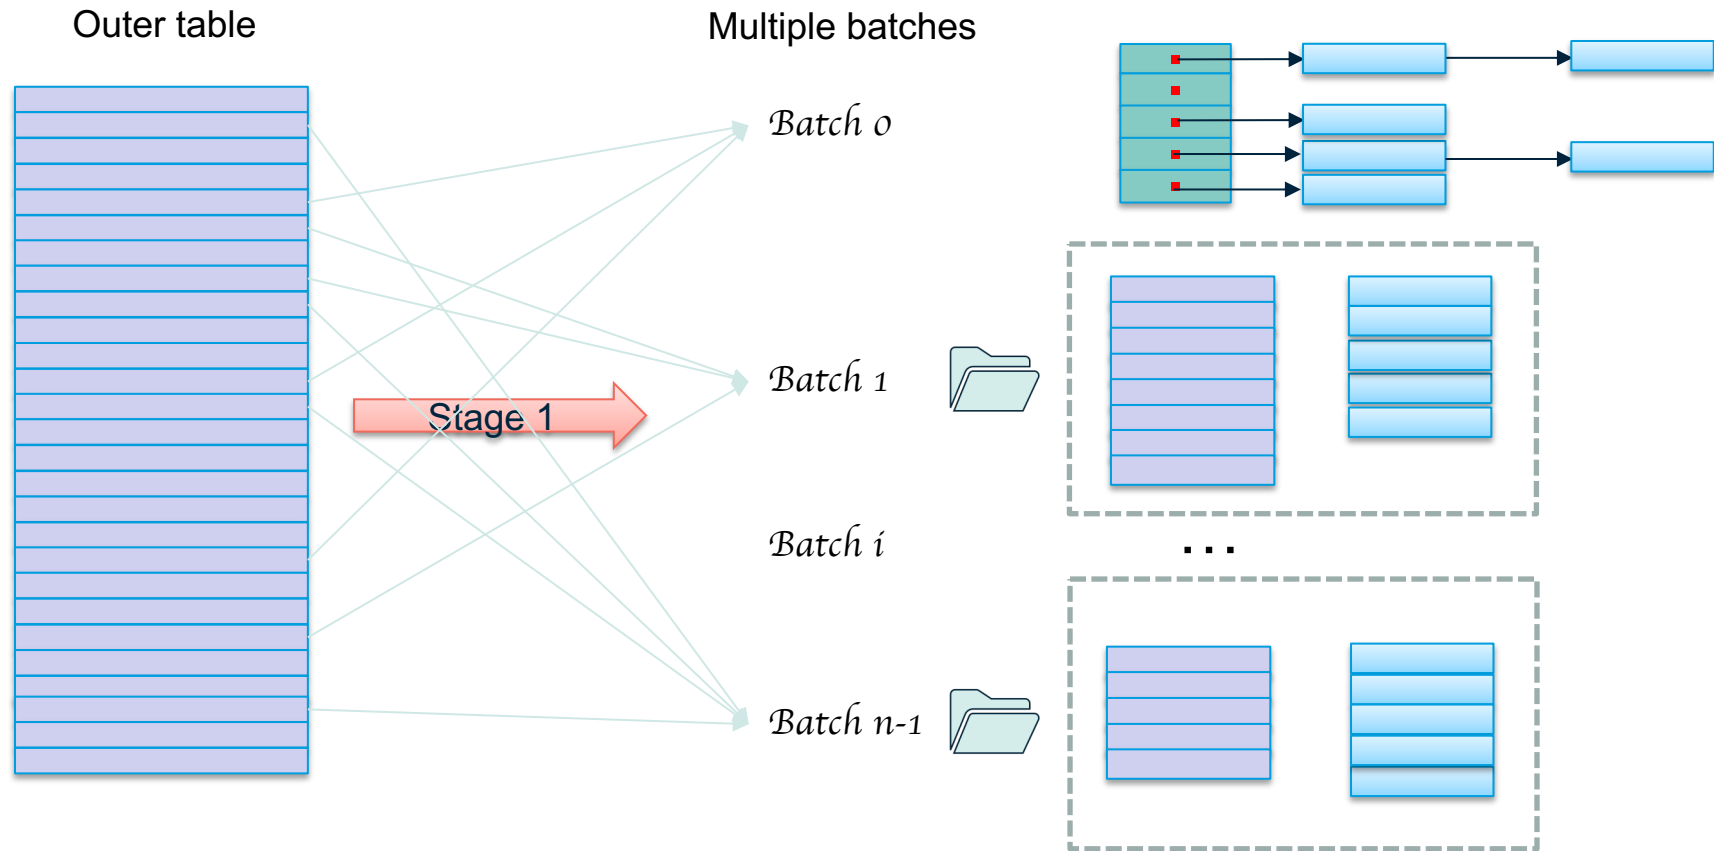 Outer table
Multiple batches
Batch 0
Batch 1
Stage 1
Batch i
...
Batch n-1